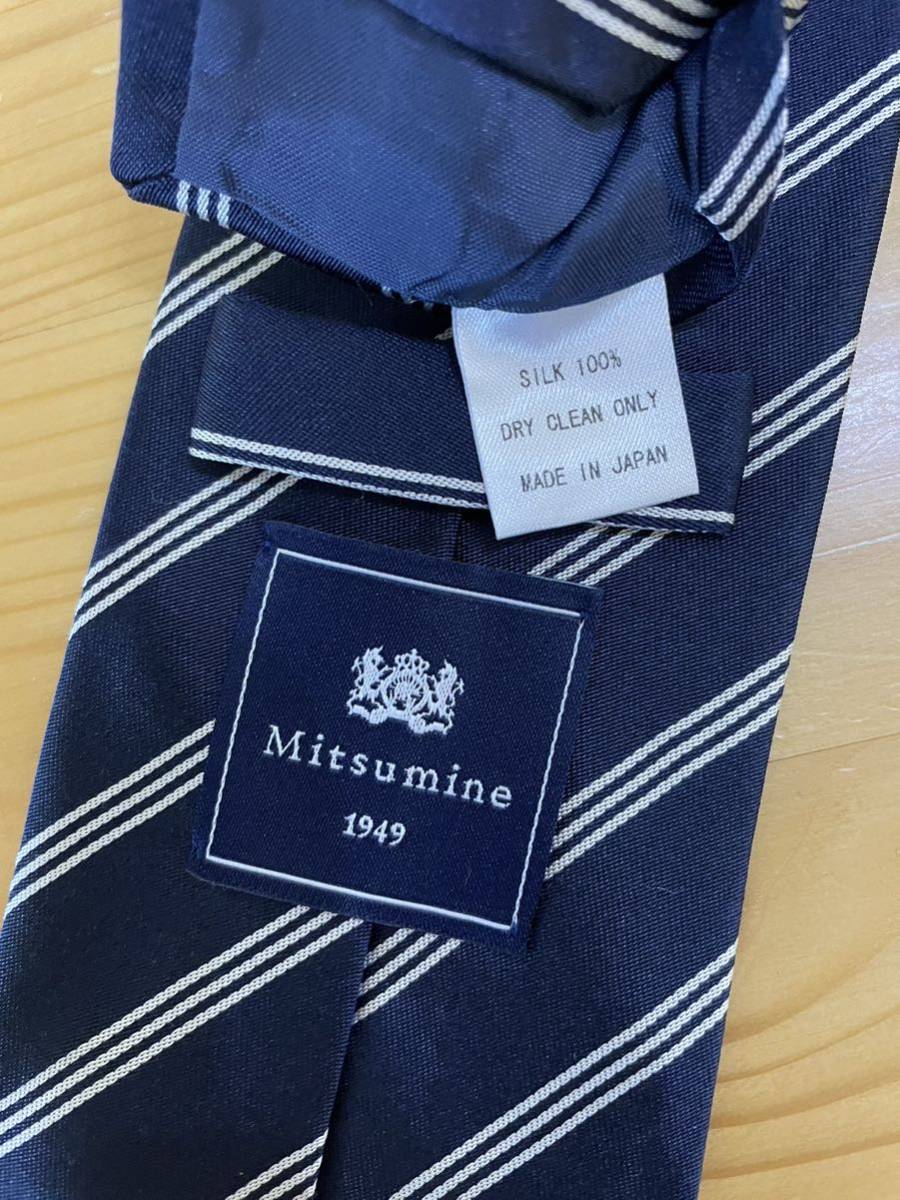 SILK 100%
DRY CLEAN ONLY
MADE IN JAPAN
Mitsumine
1949